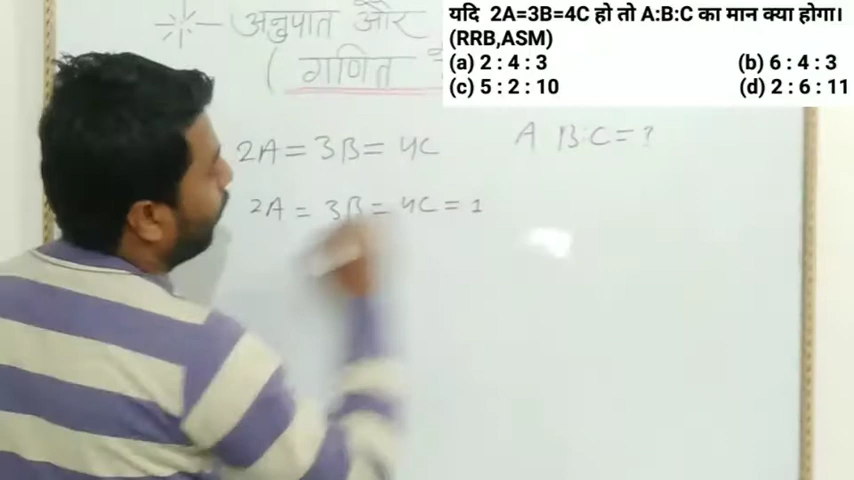 यदि 2A=3B=4C हो तो A:B:C का मान क्या होगा।
(RRB,ASM)
(a) 2 : 4 : 3 (b) 6 : 4 : 3
(c) 5 : 2 : 10 (d) 2 : 6 : 11
अनुपात और
( गणित
2A = 3B = 4C A B:C = ?
2A = 3B = 4C = 1